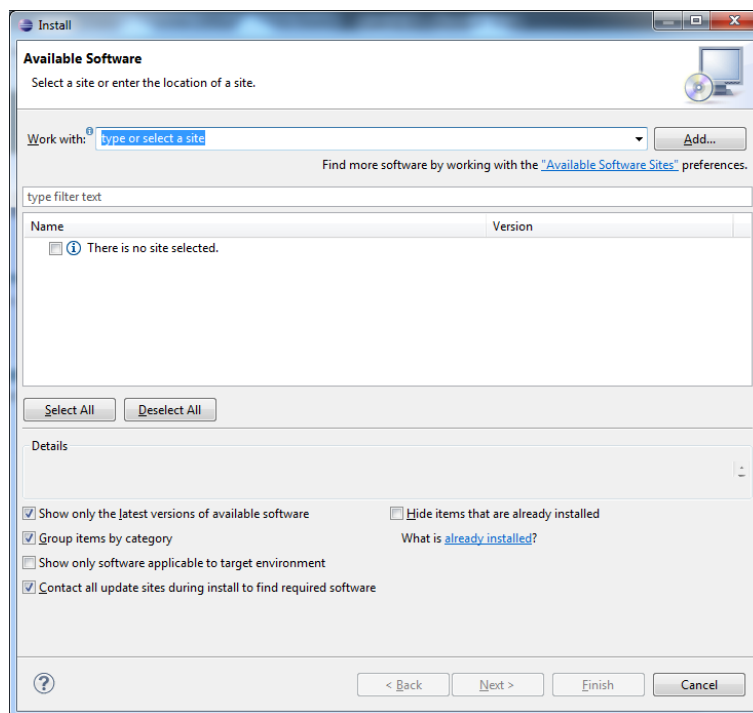 Install
Available Software
Select a site or enter the location of a site.
Work with: type or select a site Add...
Find more software by working with the "Available Software Sites" preferences.
type filter text
Name Version
There is no site selected.
Select All Deselect All
Details
Show only the latest versions of available software Hide items that are already installed
Group items by category What is already installed?
Show only software applicable to target environment
Contact all update sites during install to find required software
< Back Next > Finish Cancel